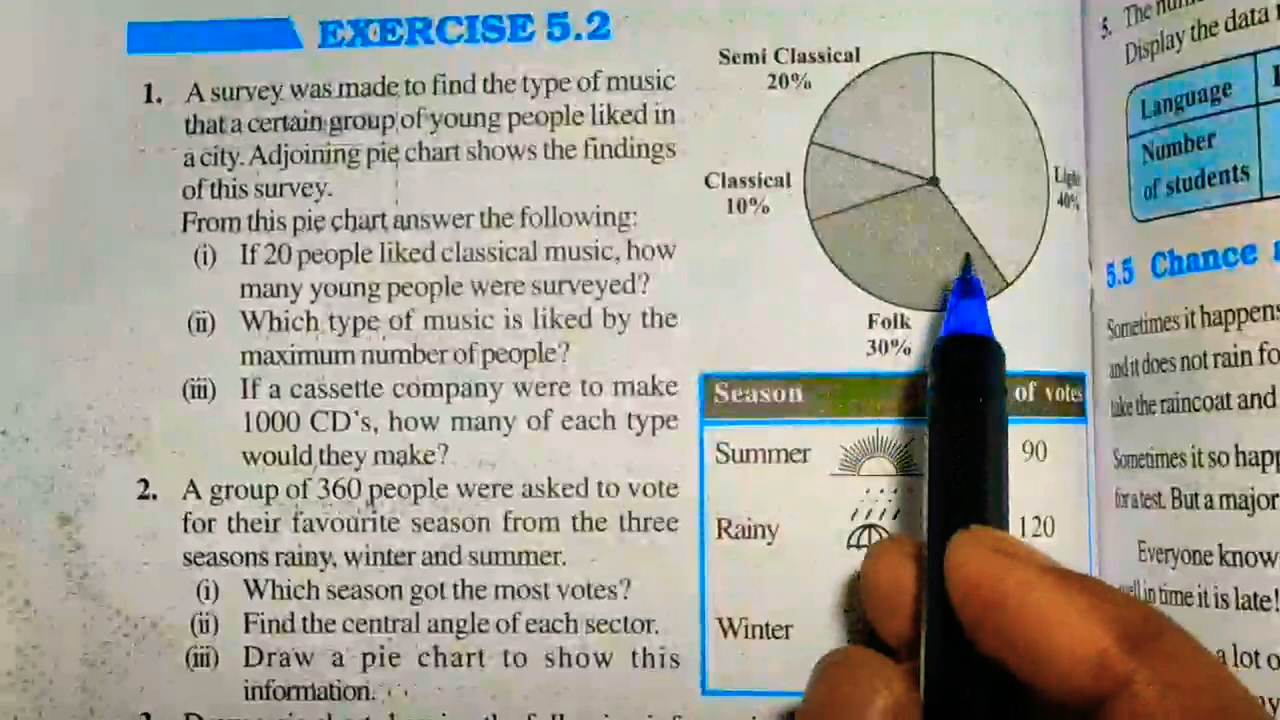 EXERCISE 5.2
1. A survey was made to find the type of music
that a certain group of young people liked in
a city. Adjoining pie chart shows the findings
of this survey.
From this pie chart answer the following:
(i) If 20 people liked classical music, how
many young people were surveyed?
(ii) Which type of music is liked by the
maximum number of people?
(iii) If a cassette company were to make
1000 CD's, how many of each type
would they make?
2. A group of 360 people were asked to vote
for their favourite season from the three
seasons rainy, winter and summer.
(i) Which season got the most votes?
(ii) Find the central angle of each sector.
(iii) Draw a pie chart to show this
information.
Semi Classical
20%
Classical
10%
Light
40%
Folk
30%
Season of votes
Summer 90
Rainy 120
Winter
5. The
Display the data
Language
Number
of students
5.5 Chance
Sometimes it happens
and it does not rain
take the raincoat and
Sometimes it so
for a test. But a major
Everyone
in time it is late!
a lot